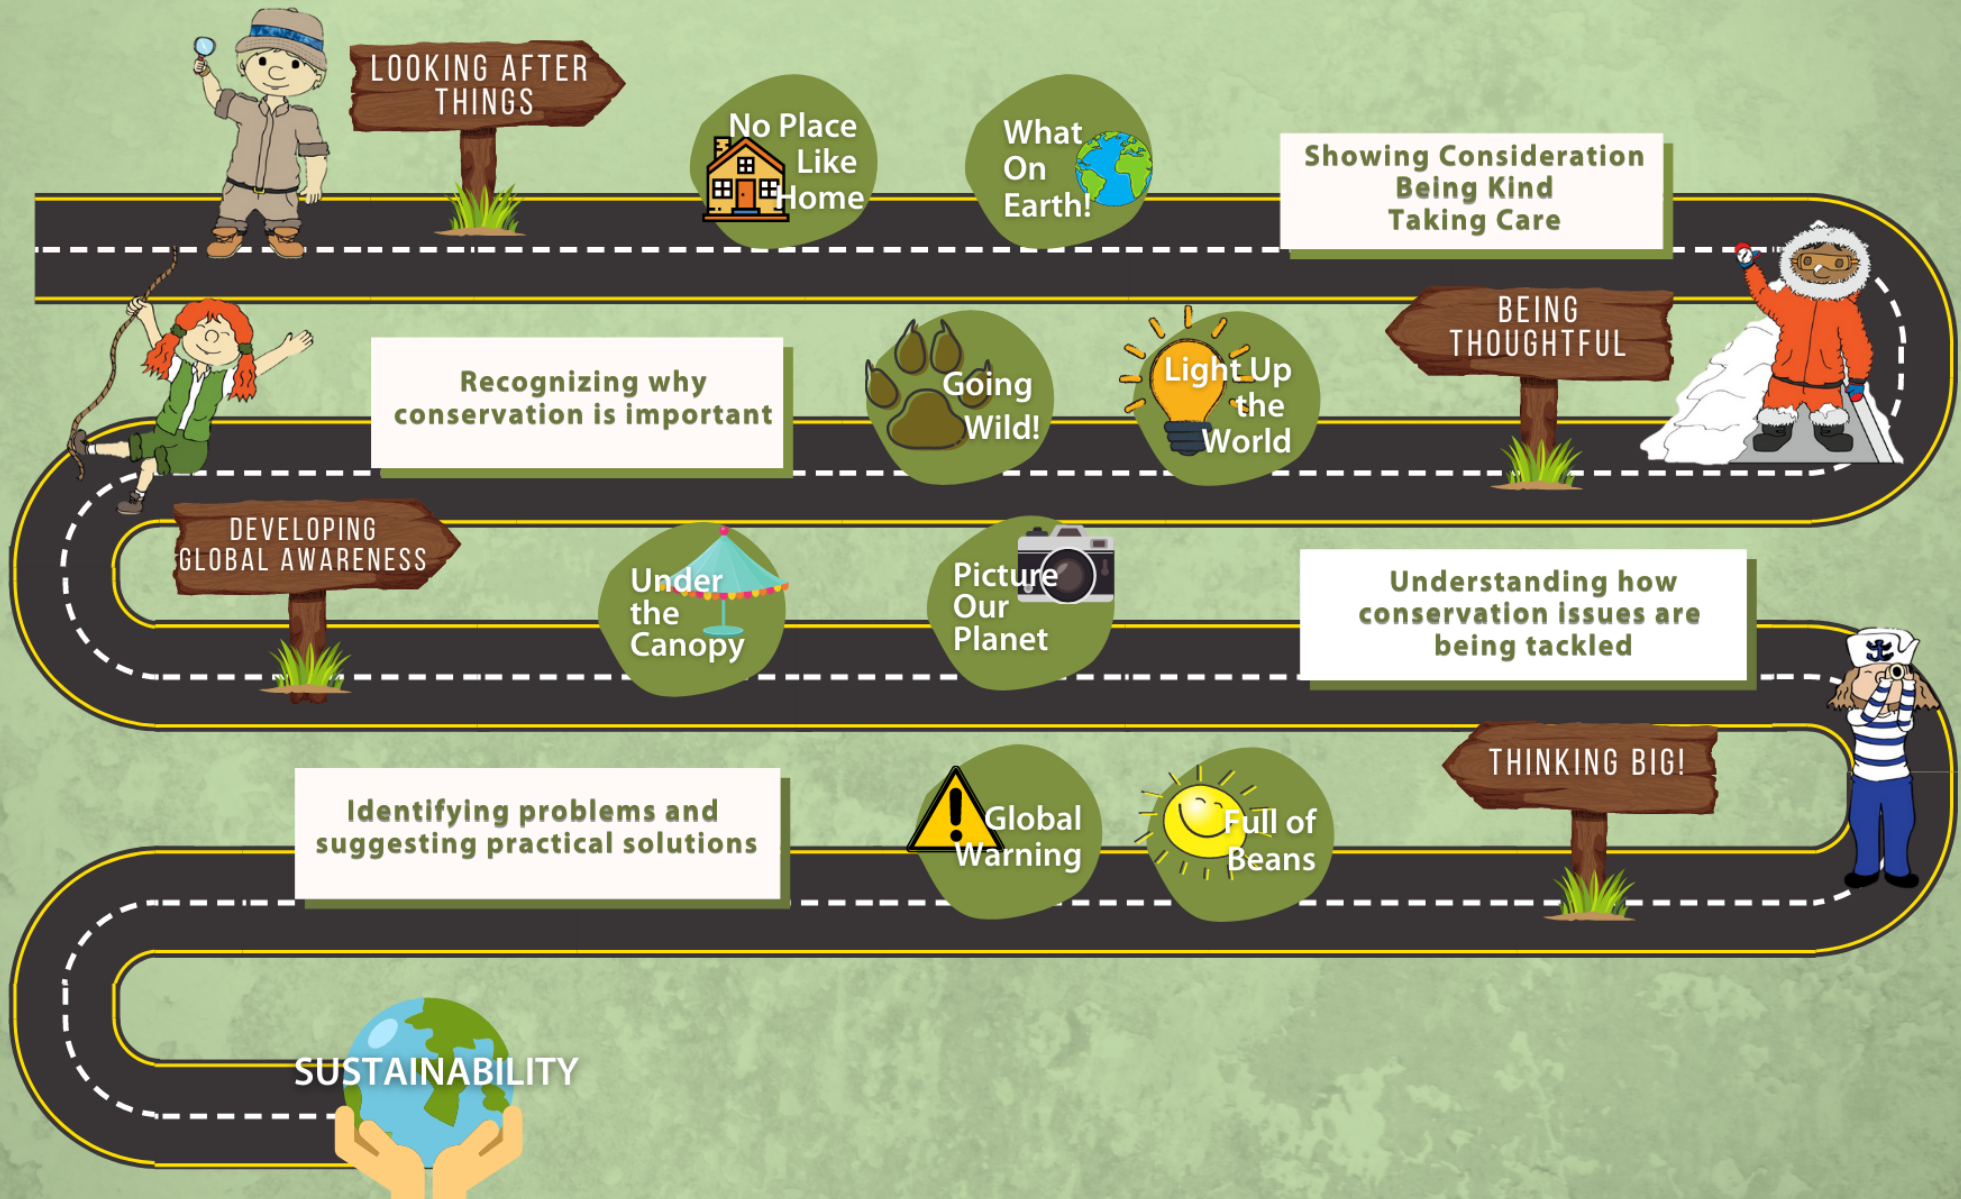 LOOKING AFTER
THINGS
No Place
Like
Home
What
On
Earth!
Showing Consideration
Being Kind
Taking Care
BEING
THOUGHTFUL
Light Up
the
World
Going
Wild!
Recognizing why
conservation is important
DEVELOPING
GLOBAL AWARENESS
Under
the
Canopy
Picture
Our
Planet
Understanding how
conservation issues are
being tackled
THINKING BIG!
Full of
Beans
Global
Warning
Identifying problems and
suggesting practical solutions
SUSTAINABILITY